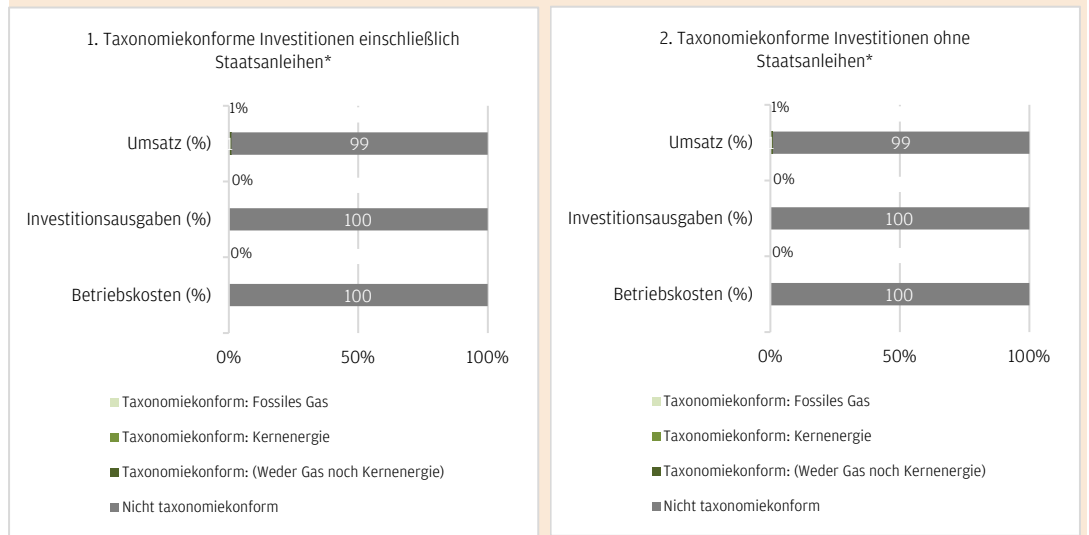 1. Taxonomiekonforme Investitionen einschließlich
Staatsanleihen*
1%
Umsatz (%)
1
99
0%
Investitionsausgaben (%)
100
0%
Betriebskosten (%)
100
0%
50%
100%
Taxonomiekonform: Fossiles Gas
Taxonomiekonform: Kernenergie
Taxonomiekonform: (Weder Gas noch Kernenergie)
Nicht taxonomiekonform
2. Taxonomiekonforme Investitionen ohne
Staatsanleihen*
1%
Umsatz (%)
1
99
0%
Investitionsausgaben (%)
100
0%
Betriebskosten (%)
100
0%
50%
100%
Taxonomiekonform: Fossiles Gas
Taxonomiekonform: Kernenergie
Taxonomiekonform: (Weder Gas noch Kernenergie)
Nicht taxonomiekonform